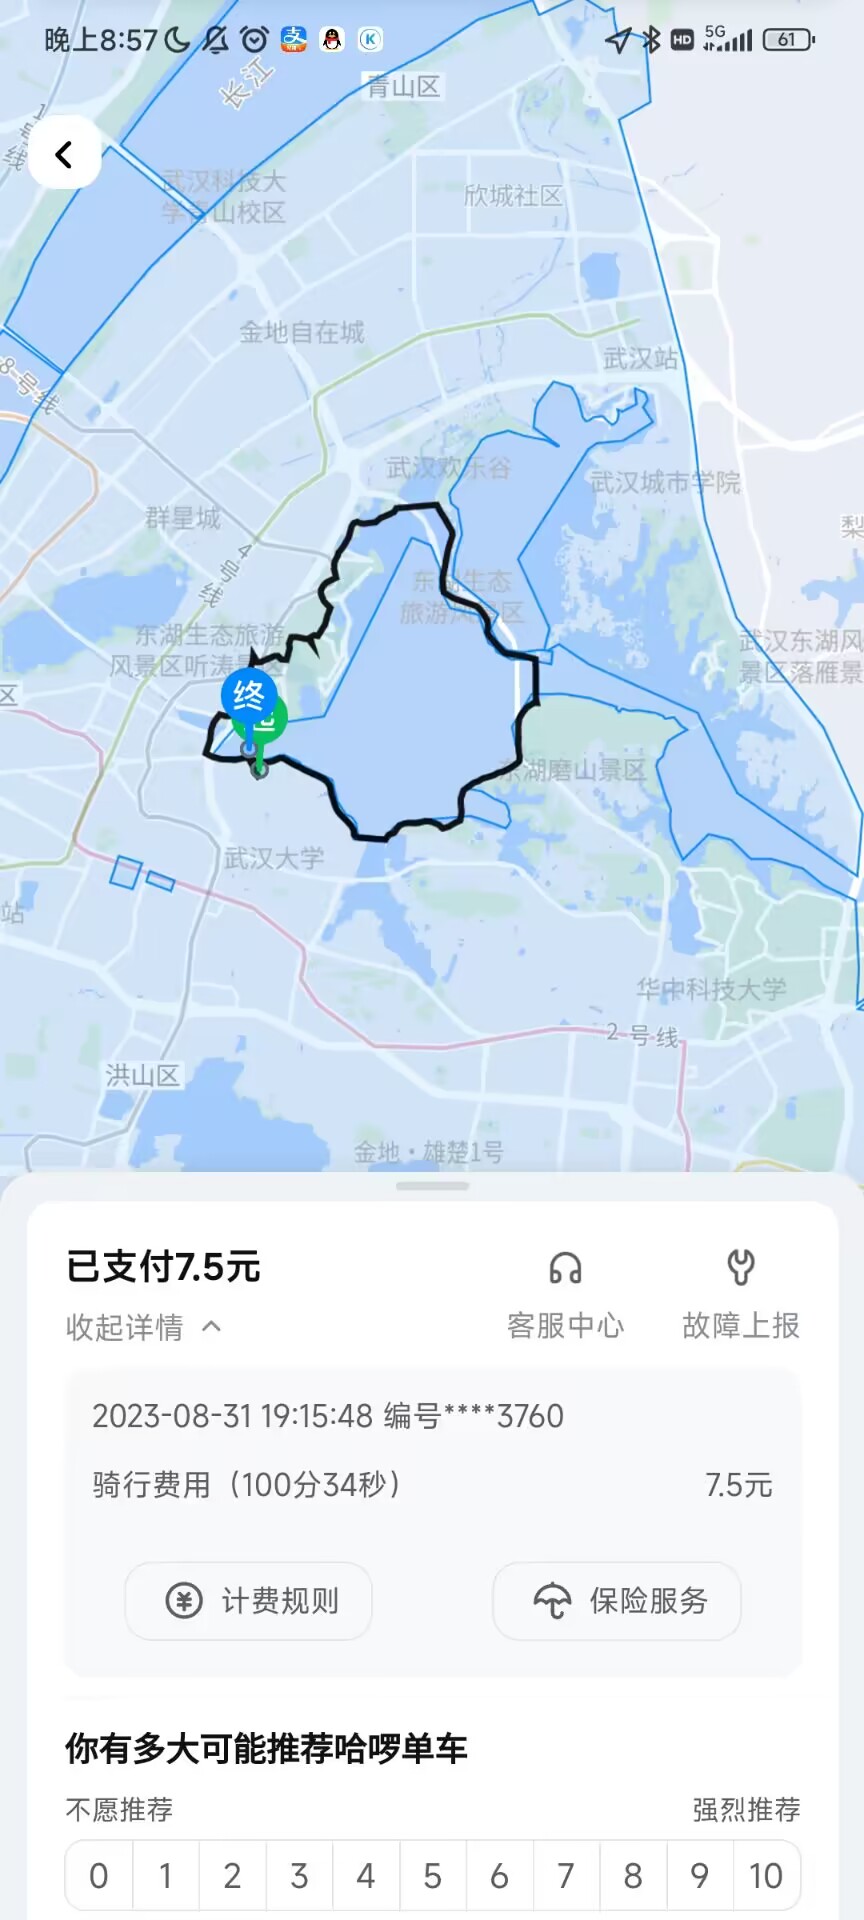 晚上8:57
HD 5G 61
长江
青山区
1号线
武汉科技大
学青山校区
欣城社区
金地自在城
武汉站
8号线
武汉欢乐谷
武汉城市学院
群星城
梨
4号线
东湖生态
旅游风景区
东湖生态旅游
风景区听涛景区
武汉东湖风
景区落雁景
区
终
东湖磨山景区
武汉大学
站
华中科技大学
2号线
洪山区
金地·雄楚1号
已支付7.5元
收起详情
客服中心
故障上报
2023-08-31 19:15:48 编号****3760
骑行费用（100分34秒） 7.5元
计费规则
保险服务
你有多大可能推荐哈啰单车
不愿推荐 强烈推荐
0 1 2 3 4 5 6 7 8 9 10